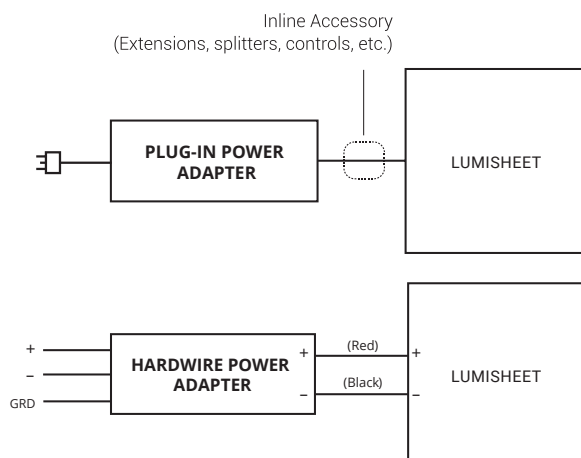 Inline Accessory
(Extensions, splitters, controls, etc.)
PLUG-IN POWER
ADAPTER
LUMISHEET
+
–
GRD
HARDWIRE POWER
ADAPTER
+
–
(Red)
(Black)
+
–
LUMISHEET